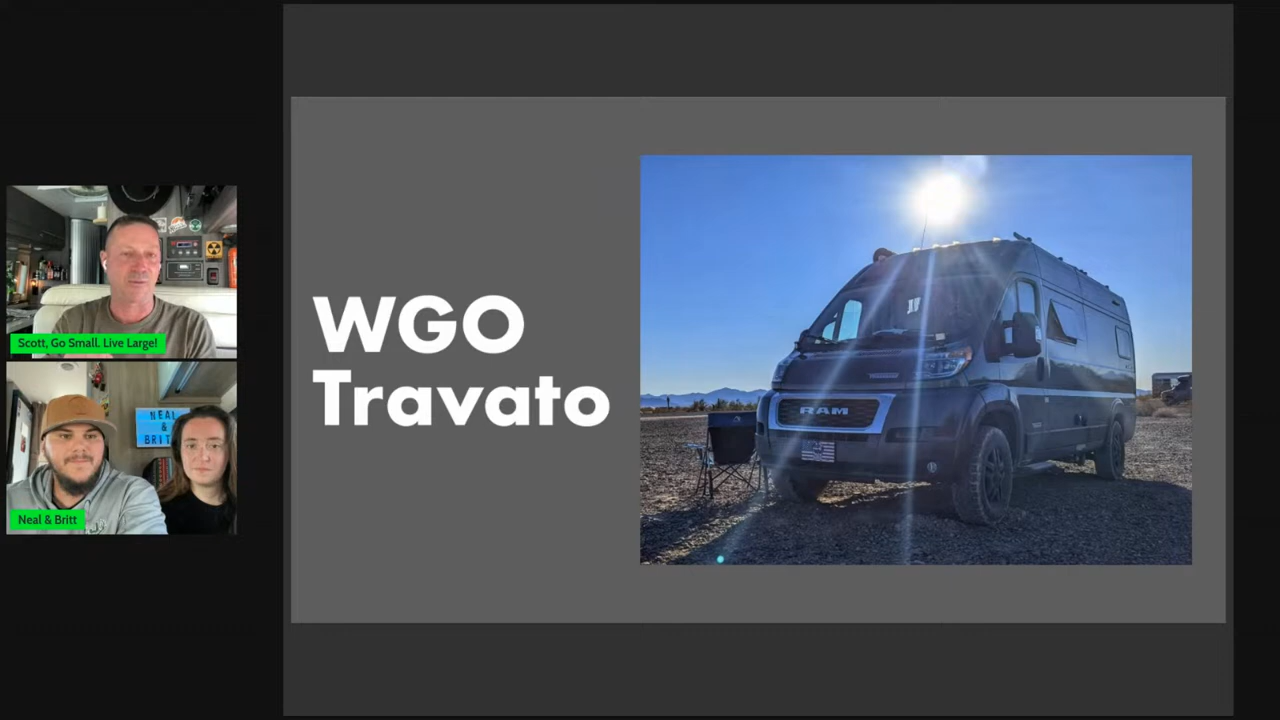 Scott, Go Small. Live Large!
NEAL
&
BRIT
Neal & Britt
WGO
Travato
RAM